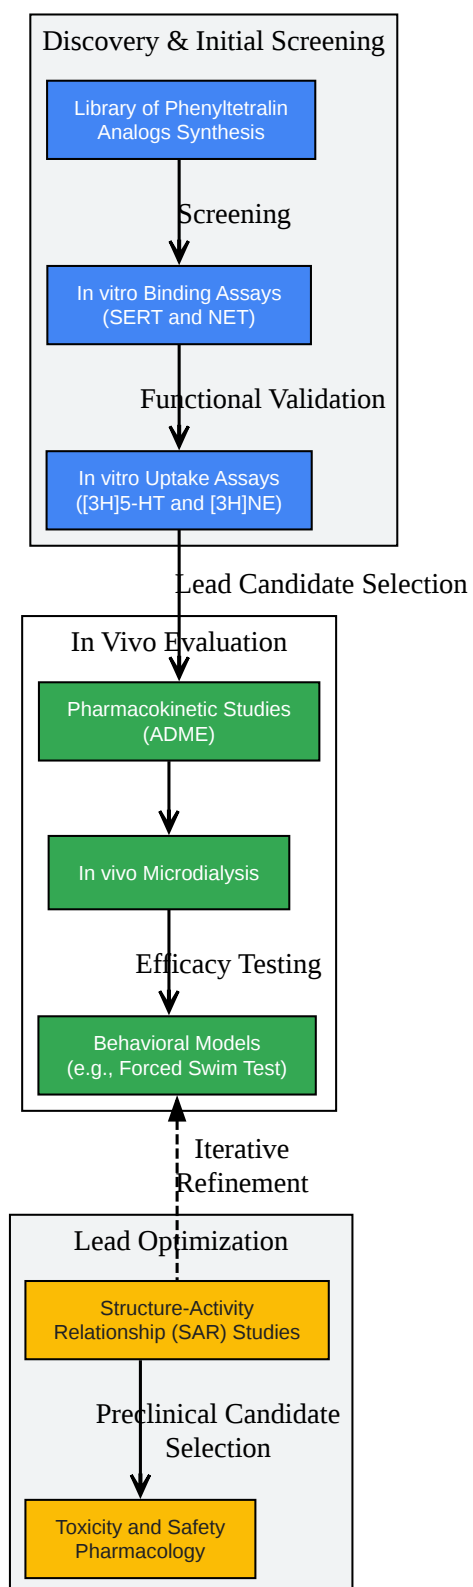 Discovery & Initial Screening
Library of Phenyltetralin
Analogs Synthesis
Screening
In vitro Binding Assays
(SERT and NET)
Functional Validation
In vitro Uptake Assays
([3H]5-HT and [3H]NE)
Lead Candidate Selection
In Vivo Evaluation
Pharmacokinetic Studies
(ADME)
In vivo Microdialysis
Efficacy Testing
Behavioral Models
(e.g., Forced Swim Test)
Iterative
Refinement
Lead Optimization
Structure-Activity
Relationship (SAR) Studies
Preclinical Candidate
Selection
Toxicity and Safety
Pharmacology